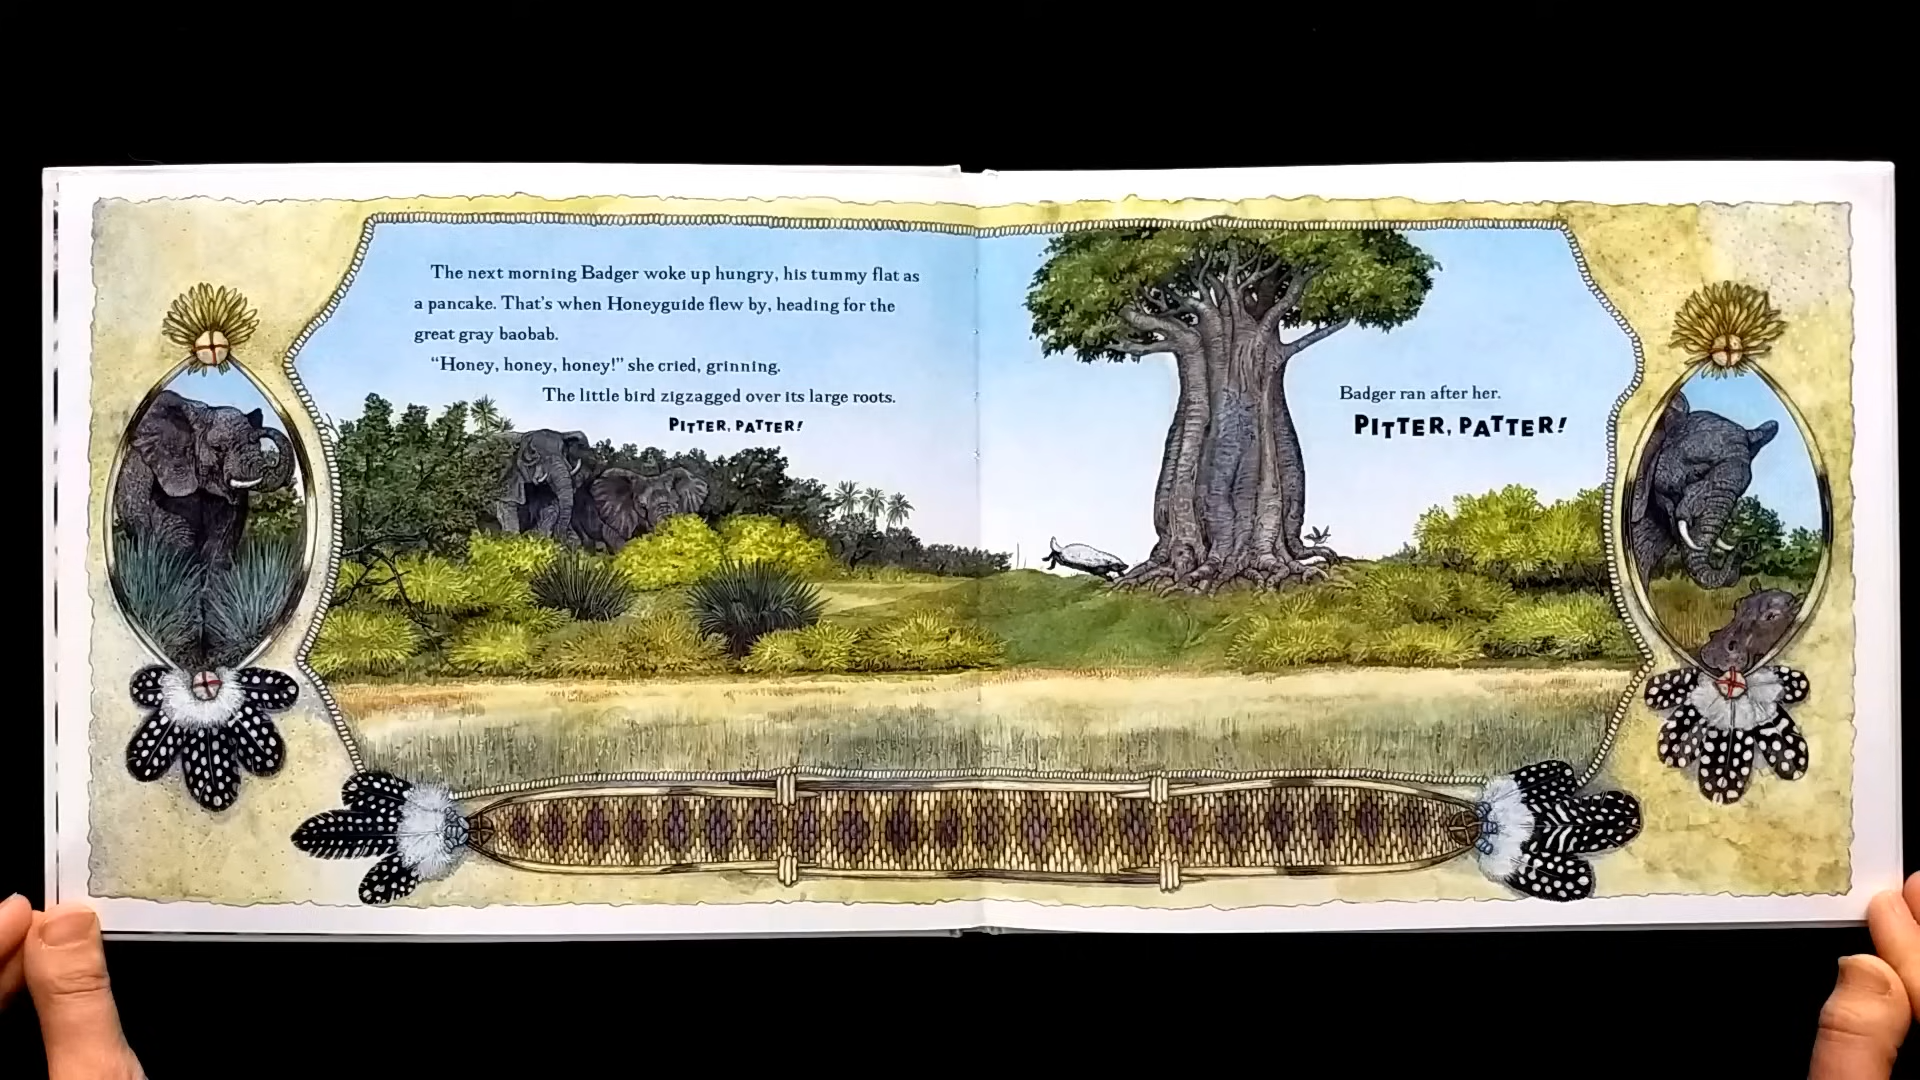 The next morning Badger woke up hungry, his tummy flat as
a pancake. That's when Honeyguide flew by, heading for the
great gray baobab.
“Honey, honey, honey!” she cried, grinning.
The little bird zigzagged over its large roots.
PITTER, PATTER!
Badger ran after her.
PITTER, PATTER!